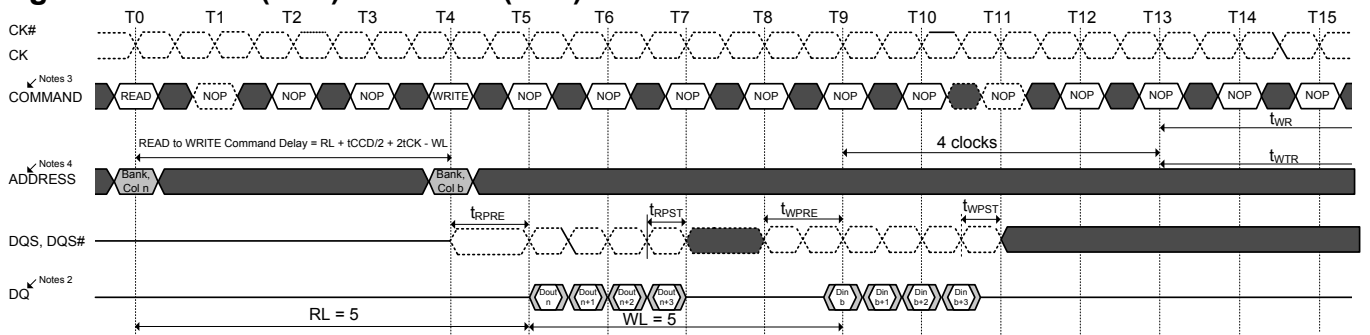 T0 T1 T2 T3 T4 T5 T6 T7 T8 T9 T10 T11 T12 T13 T14 T15
CK#
CK
Notes 3
COMMAND
READ NOP NOP NOP WRITE NOP NOP NOP NOP NOP NOP NOP NOP NOP NOP NOP
tWR
READ to WRITE Command Delay = RL + tCCD/2 + 2tCK - WL
4 clocks
Notes 4
ADDRESS
tWTR
Bank, Col n
Bank, Col b
tRPRE tRPST tWPRE tWPST
DQS, DQS#
Notes 2
DQ
Dout n
Dout n+1
Dout n+2
Dout n+3
Din b
Din b+1
Din b+2
Din b+3
RL = 5 WL = 5